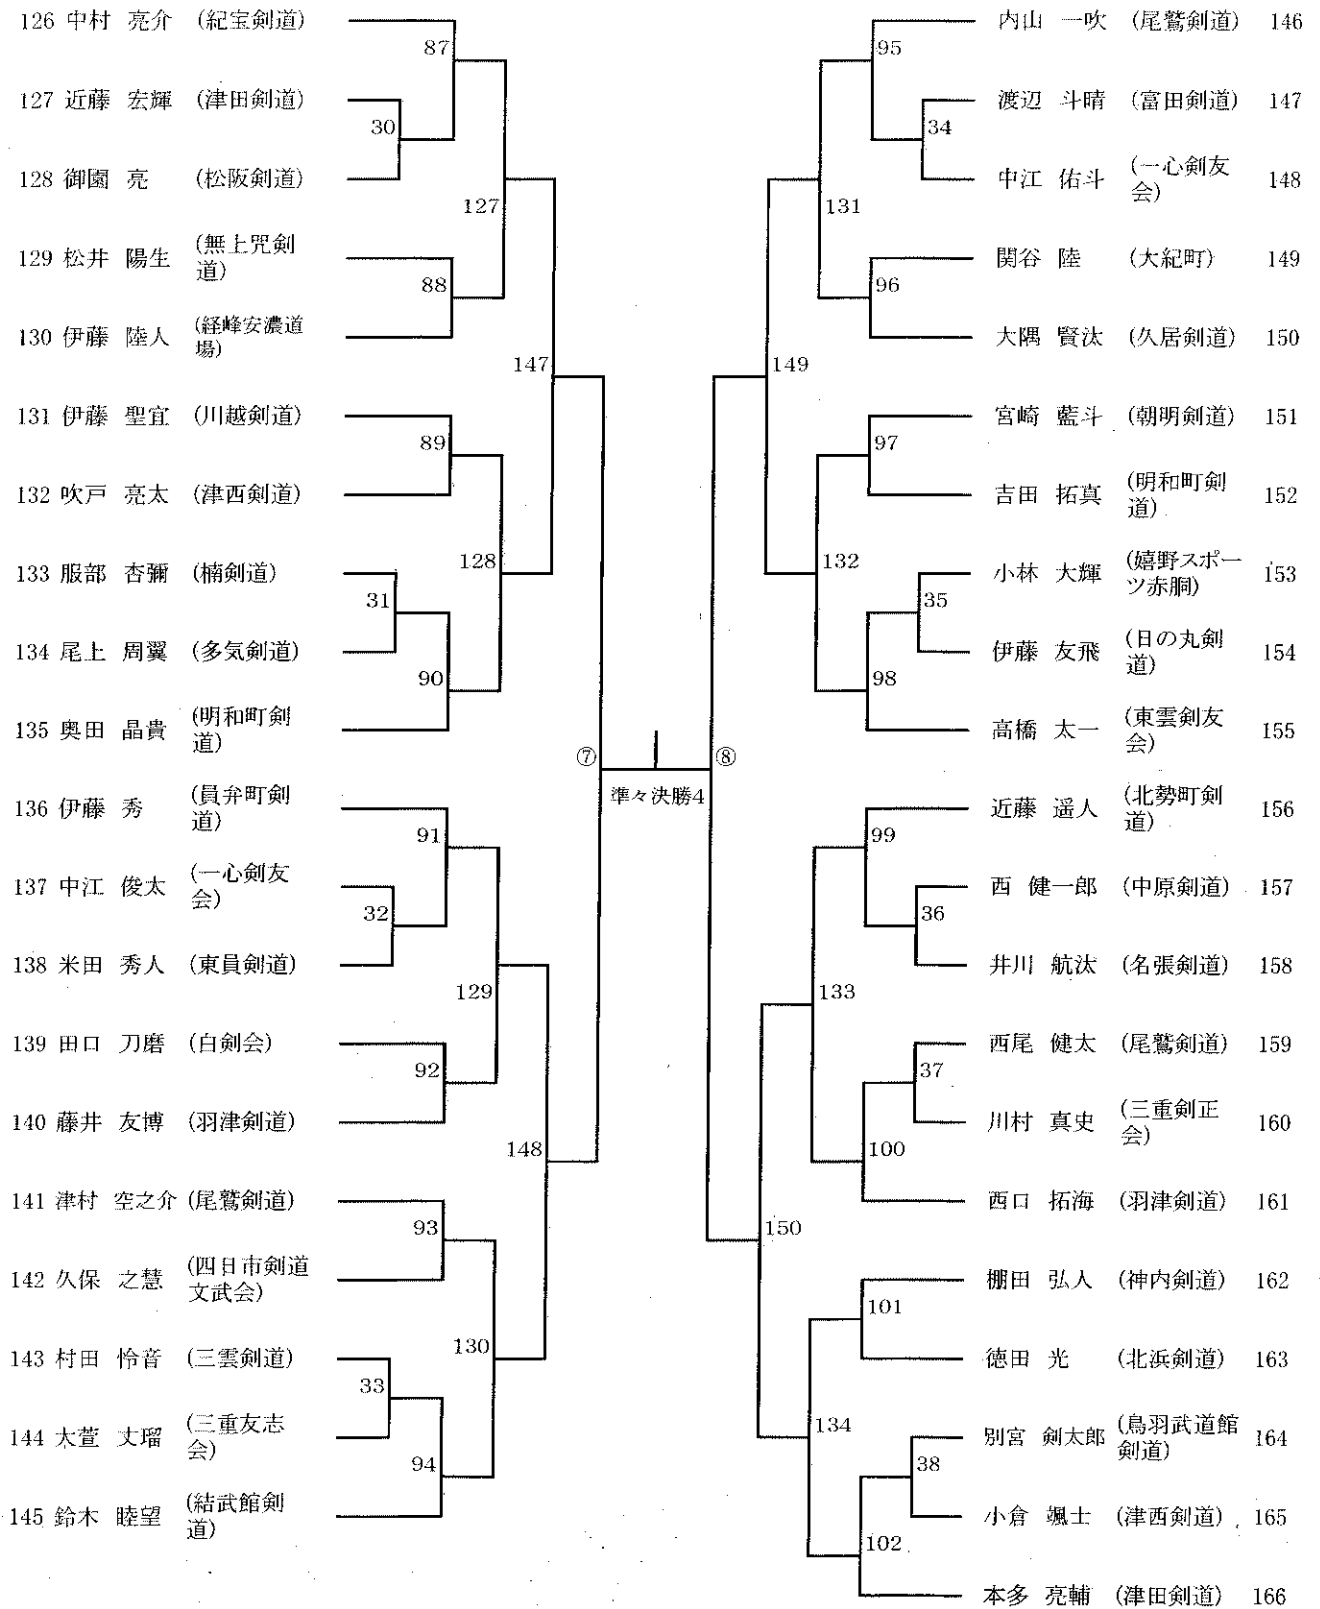 126 中村 亮介 (紀宝剣道)
127 近藤 宏輝 (津田剣道)
128 御園 亮 (松阪剣道)
129 松井 陽生 (無上咒剣
道)
130 伊藤 陸人 (経峰安濃道
場)
131 伊藤 聖宜 (川越剣道)
132 吹戸 亮太 (津西剣道)
133 服部 杏彌 (楠剣道)
134 尾上 周翼 (多気剣道)
135 奥田 晶貴 (明和町剣
道)
136 伊藤 秀 (員弁町剣
道)
137 中江 俊太 (一心剣友
会)
138 米田 秀人 (東員剣道)
139 田口 刀磨 (白剣会)
140 藤井 友博 (羽津剣道)
141 津村 空之介 (尾鷲剣道)
142 久保 之慧 (四日市剣道
文武会)
143 村田 怜音 (三雲剣道)
144 大萱 丈瑠 (三重友志
会)
145 鈴木 睦望 (結武館剣
道)
87
30
127
88
147
89
128
31
90
⑦
91
32
129
92
148
93
130
33
94
準々決勝4
⑧
95
34
131
96
149
97
132
35
98
99
36
133
37
100
150
101
134
38
102
内山 一吹 (尾鷲剣道) 146
渡辺 斗晴 (富田剣道) 147
中江 佑斗 (一心剣友
会) 148
関谷 陸 (大紀町) 149
大隅 賢汰 (久居剣道) 150
宮崎 藍斗 (朝明剣道) 151
吉田 拓真 (明和町剣
道) 152
小林 大輝 (嬉野スポー
ツ赤胴) 153
伊藤 友飛 (日の丸剣
道) 154
高橋 太一 (東雲剣友
会) 155
近藤 遥人 (北勢町剣
道) 156
西 健一郎 (中原剣道) 157
井川 航汰 (名張剣道) 158
西尾 健太 (尾鷲剣道) 159
川村 真史 (三重剣正
会) 160
西口 拓海 (羽津剣道) 161
棚田 弘人 (神内剣道) 162
徳田 光 (北浜剣道) 163
別宮 剣太郎 (鳥羽武道館
剣道) 164
小倉 颯士 (津西剣道) 165
本多 亮輔 (津田剣道) 166